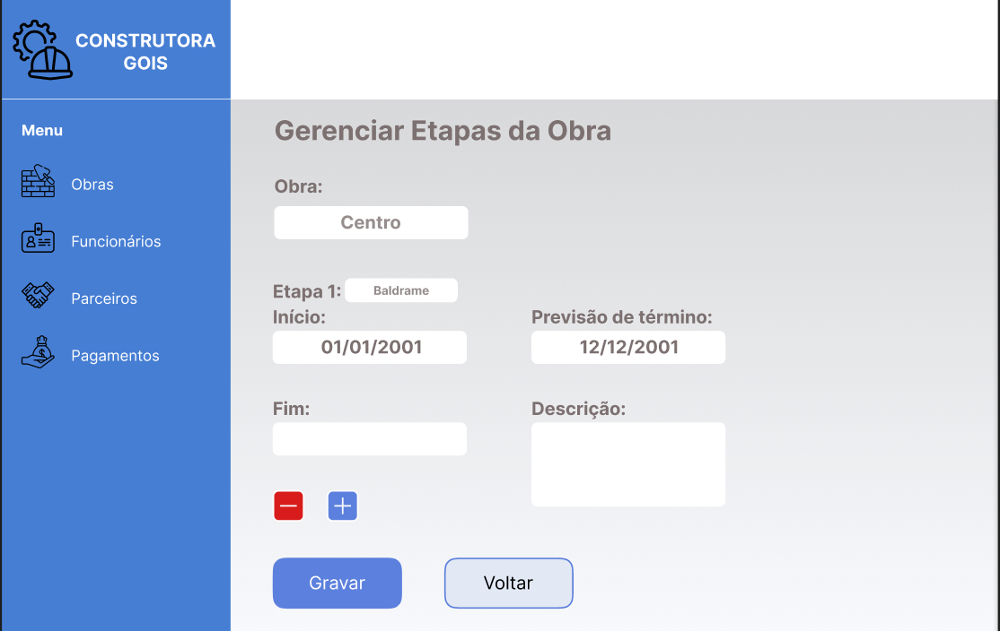 CONSTRUTORA
GOIS
Menu
Obras
Funcionários
Parceiros
Pagamentos
Gerenciar Etapas da Obra
Obra:
Centro
Etapa 1: Baldrame
Início: Previsão de término:
01/01/2001 12/12/2001
Fim: Descrição:
Gravar Voltar